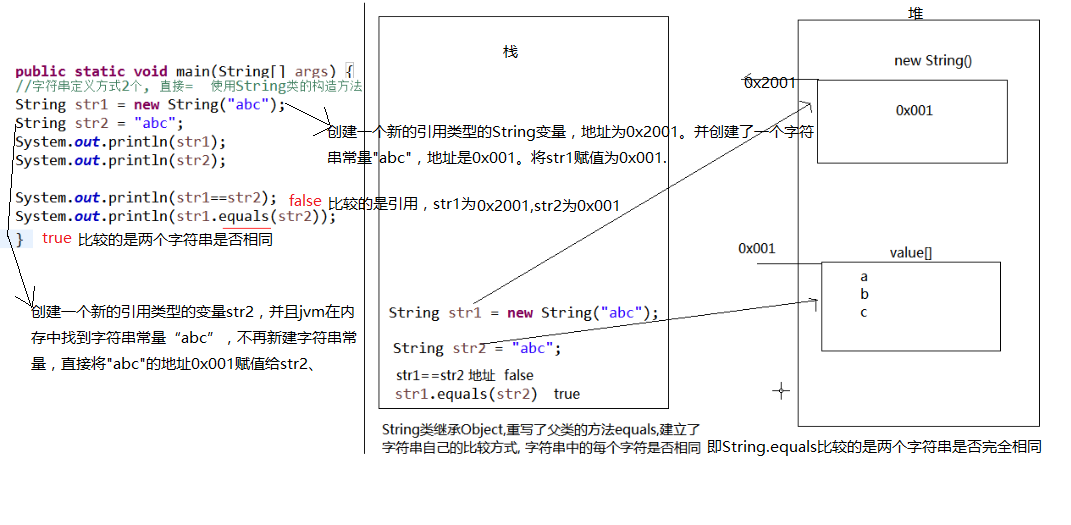 public static void main(String[] args) {
//字符串定义方式2个, 直接=  使用String类的构造方法
String str1 = new String("abc");
String str2 = "abc";
System.out.println(str1);
System.out.println(str2);
System.out.println(str1==str2);
false 比较的是引用，str1为0x2001,str2为0x001
System.out.println(str1.equals(str2));
}
true 比较的是两个字符串是否相同
创建一个新的引用类型的String变量，地址为0x2001。并创建了一个字符
串常量"abc"，地址是0x001。将str1赋值为0x001.
创建一个新的引用类型的变量str2，并且jvm在内
存中找到字符串常量“abc”，不再新建字符串常
量，直接将"abc"的地址0x001赋值给str2、
栈
String str1 = new String("abc");
String str2 = "abc";
str1==str2 地址 false
str1.equals(str2) true
String类继承Object,重写了父类的方法equals,建立了
字符串自己的比较方式, 字符串中的每个字符是否相同
即String.equals比较的是两个字符串是否完全相同
堆
new String()
0x2001
0x001
0x001
value[]
a
b
c